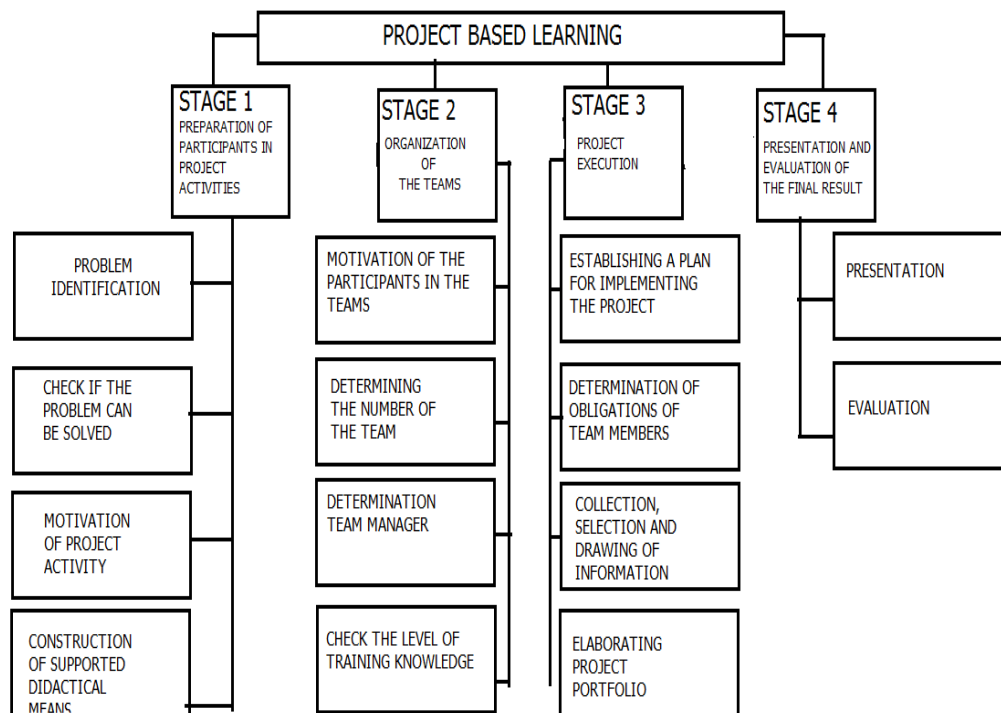 PROJECT BASED LEARNING
STAGE 1
PREPARATION OF
PARTICIPANTS IN
PROJECT
ACTIVITIES
PROBLEM
IDENTIFICATION
CHECK IF THE
PROBLEM CAN
BE SOLVED
MOTIVATION
OF PROJECT
ACTIVITY
CONSTRUCTION
OF SUPPORTED
DIDACTICAL
MEANS
STAGE 2
ORGANIZATION
OF
THE TEAMS
MOTIVATION OF THE
PARTICIPANTS IN THE
TEAMS
DETERMINING
THE NUMBER OF
THE TEAM
DETERMINATION
TEAM MANAGER
CHECK THE LEVEL OF
TRAINING KNOWLEDGE
STAGE 3
PROJECT
EXECUTION
ESTABLISHING A PLAN
FOR IMPLEMENTING
THE PROJECT
DETERMINATION OF
OBLIGATIONS OF
TEAM MEMBERS
COLLECTION,
SELECTION AND
DRAWING OF
INFORMATION
ELABORATING
PROJECT
PORTFOLIO
STAGE 4
PRESENTATION AND
EVALUATION OF
THE FINAL RESULT
PRESENTATION
EVALUATION